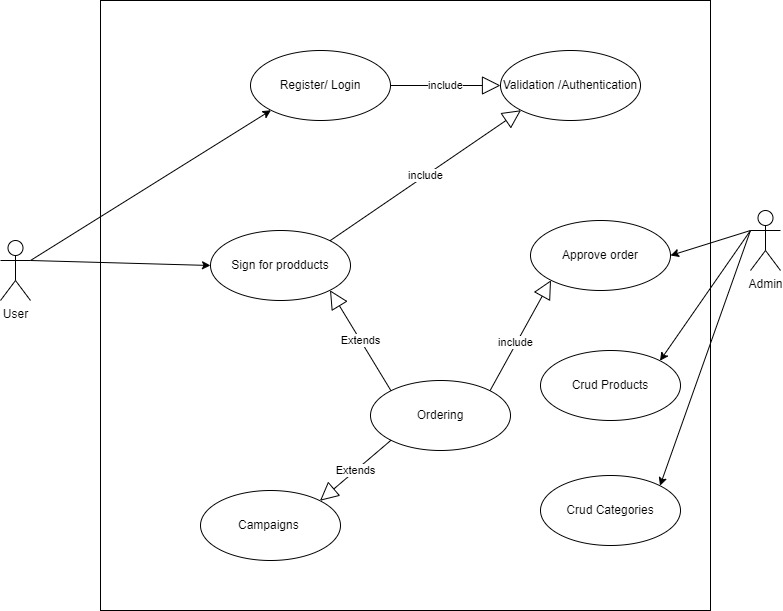 Register/ Login
include
Validation /Authentication
include
Sign for prodducts
Approve order
User
Admin
Extends
include
Crud Products
Ordering
Extends
Crud Categories
Campaigns